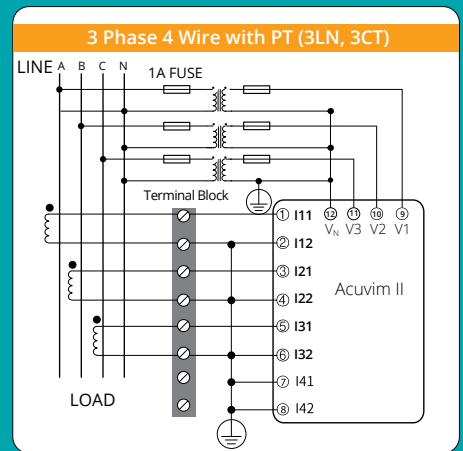 3 Phase 4 Wire with PT (3LN, 3CT)
LINE A B C N
1A FUSE
Terminal Block
① I11
② I12
③ I21
④ I22
⑤ I31
⑥ I32
⑦ I41
⑧ I42
⑫ ⑪ ⑩ ⑨
VN V3 V2 V1
Acuvim II
LOAD